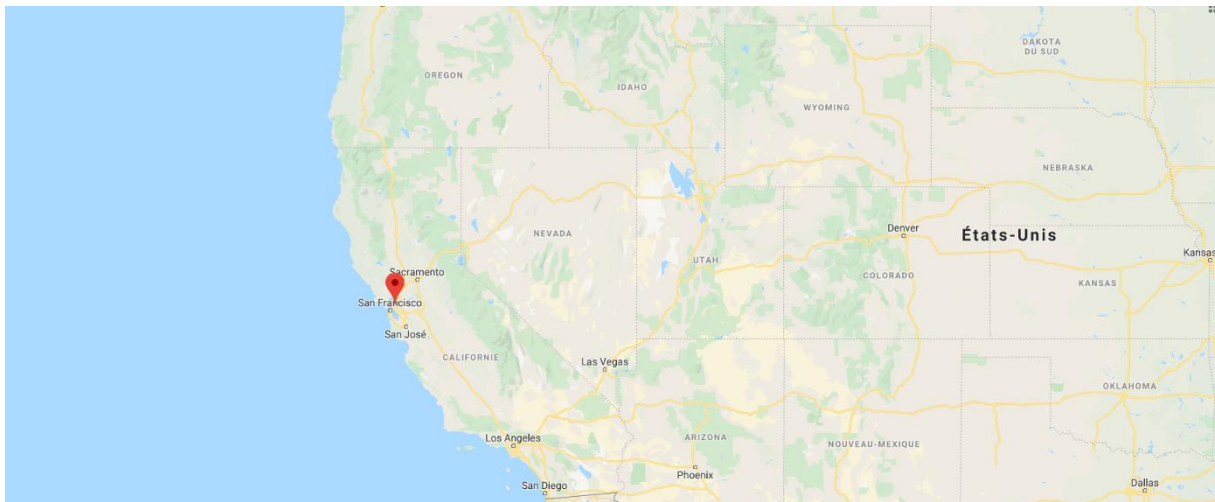 DAKOTA
DU SUD
OREGON
IDAHO
WYOMING
NEBRASKA
NEVADA
Denver
États-Unis
Kansas
Sacramento
UTAH
COLORADO
KANSAS
San Francisco
San José
CALIFORNIE
Las Vegas
OKLAHOMA
Los Angeles
ARIZONA
NOUVEAU-MEXIQUE
Phoenix
San Diego
Dallas